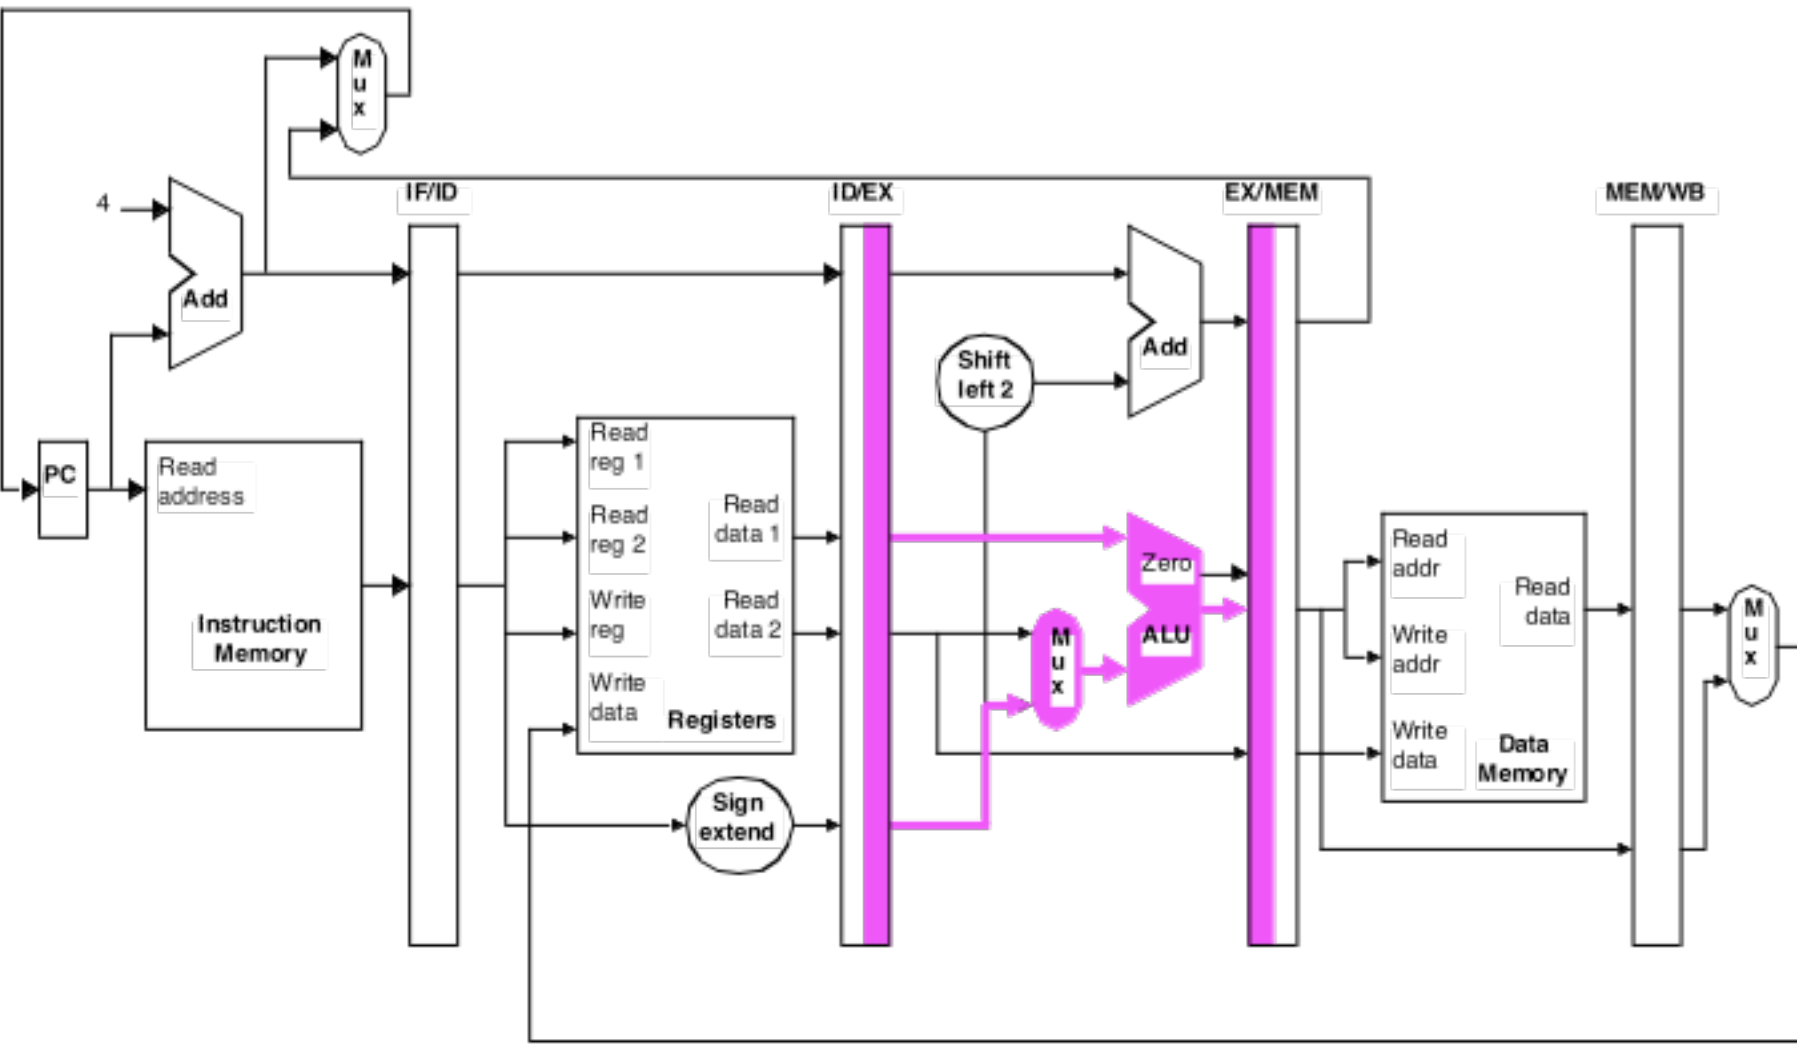 M
u
x
4
Add
IF/ID
ID/EX
EX/MEM
MEM/WB
Add
Shift
left 2
PC
Read
address
Instruction
Memory
Read
reg 1
Read
reg 2
Write
reg
Write
data
Read
data 1
Read
data 2
Registers
Sign
extend
M
u
x
Zero
ALU
Read
addr
Write
addr
Write
data
Read
data
Data
Memory
M
u
x